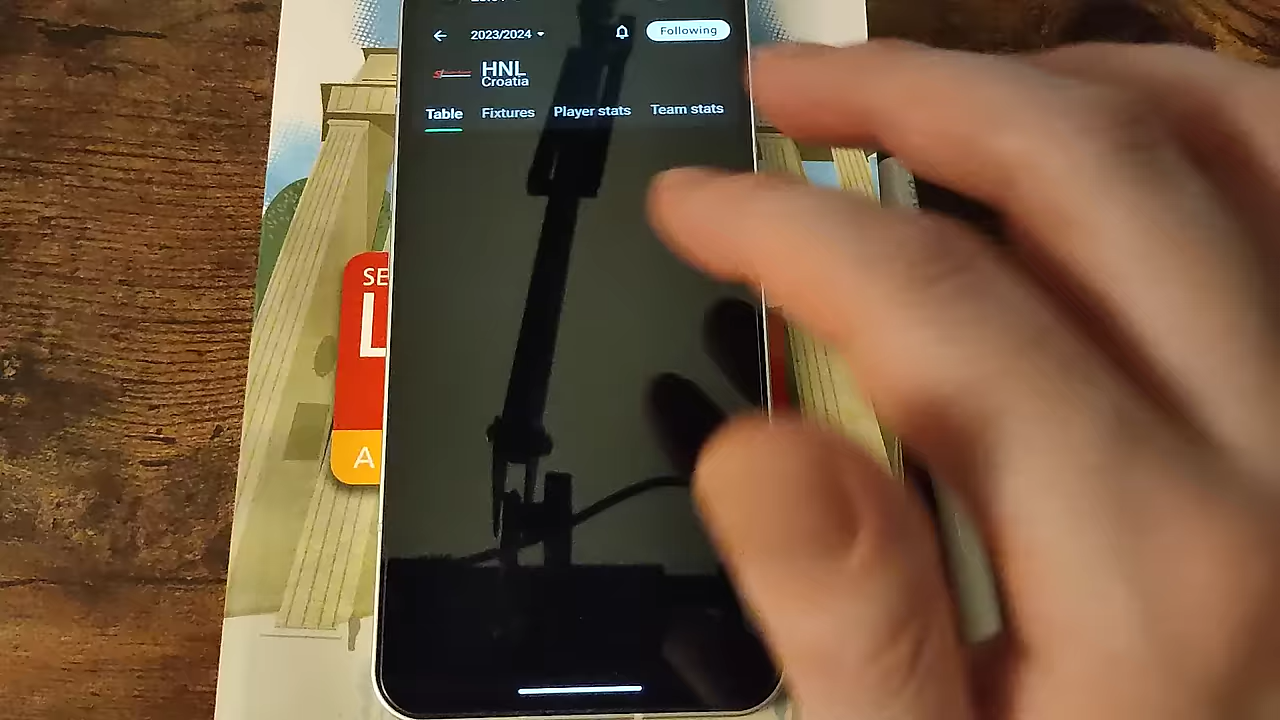 2023/2024
Following
HNL
Croatia
Table Fixtures Player stats Team stats
SE
L
A